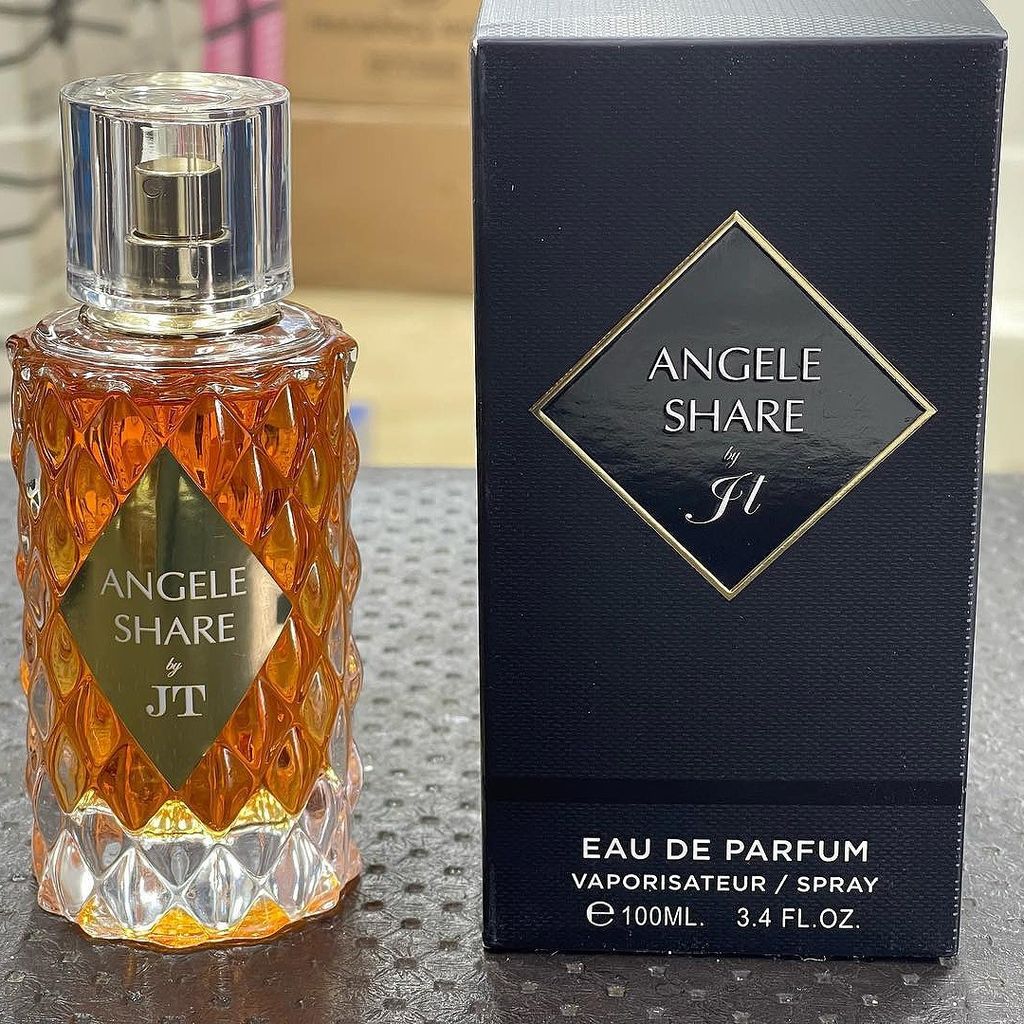 ANGELE
SHARE
by
JT
ANGELE
SHARE
by
Jt
EAU DE PARFUM
VAPORISATEUR / SPRAY
℮ 100ML. 3.4 FL.OZ.